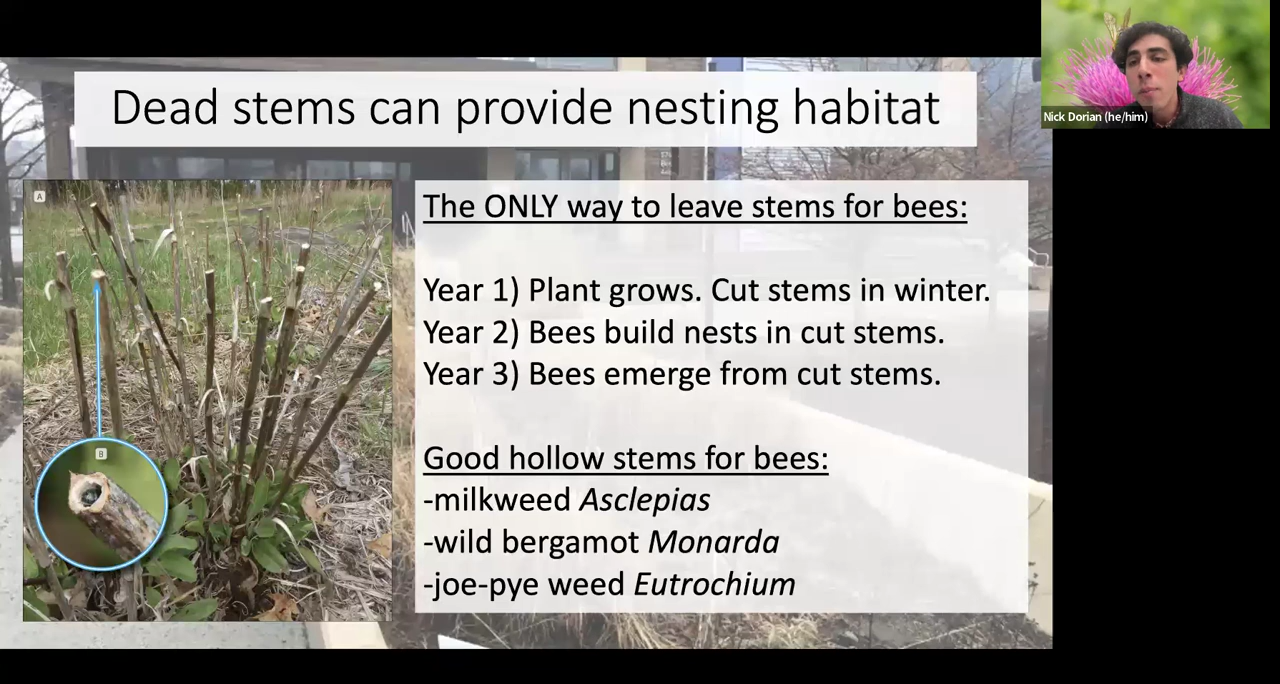 Dead stems can provide nesting habitat
Nick Dorian (he/him)
A
The ONLY way to leave stems for bees:
Year 1) Plant grows. Cut stems in winter.
Year 2) Bees build nests in cut stems.
Year 3) Bees emerge from cut stems.
B
Good hollow stems for bees:
-milkweed Asclepias
-wild bergamot Monarda
-joe-pye weed Eutrochium